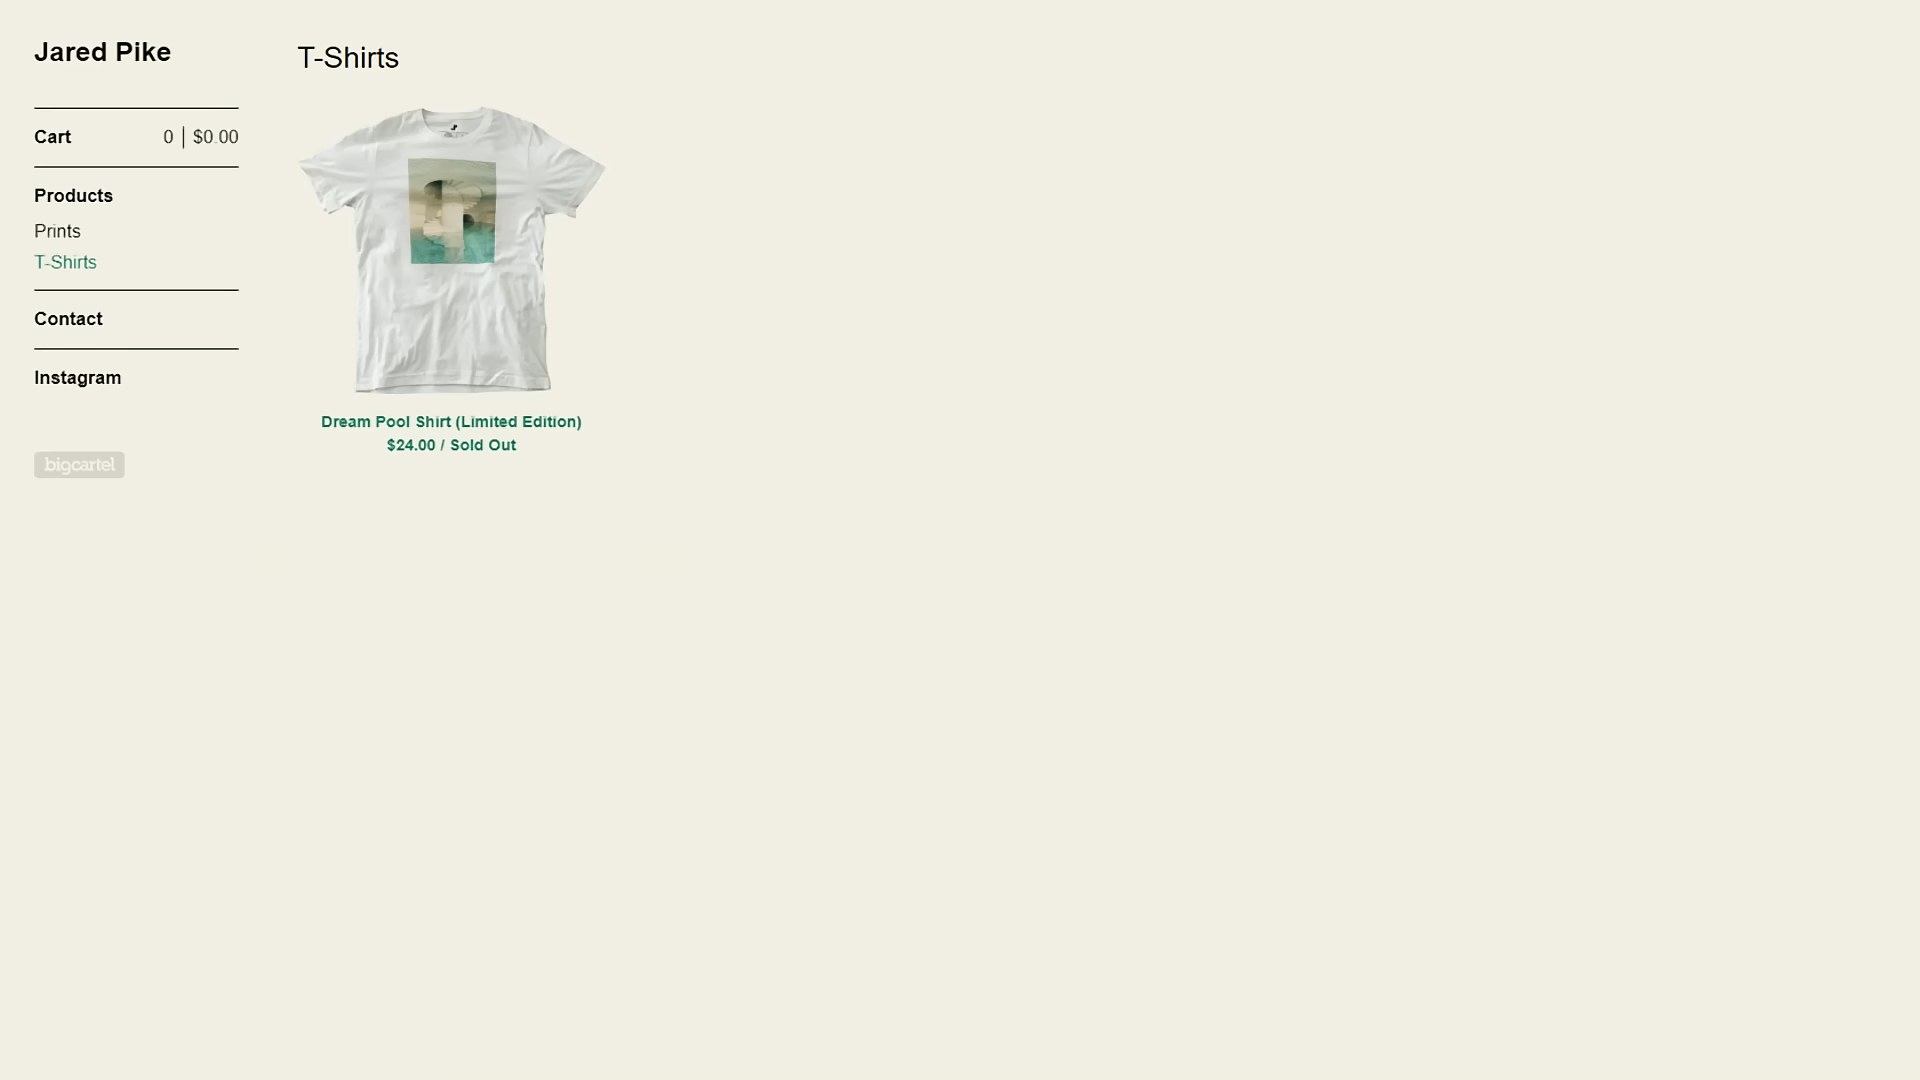 Jared Pike
Cart 0 | $0.00
Products
Prints
T-Shirts
Contact
Instagram
bigcartel
T-Shirts
Dream Pool Shirt (Limited Edition)
$24.00 / Sold Out